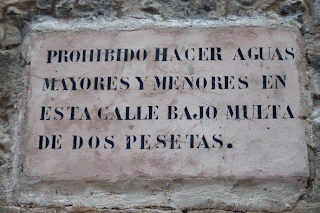 PROHIBIDO HACER AGUAS
MAYORES Y MENORES EN
ESTA CALLE BAJO MULTA
DE DOS PESETAS.